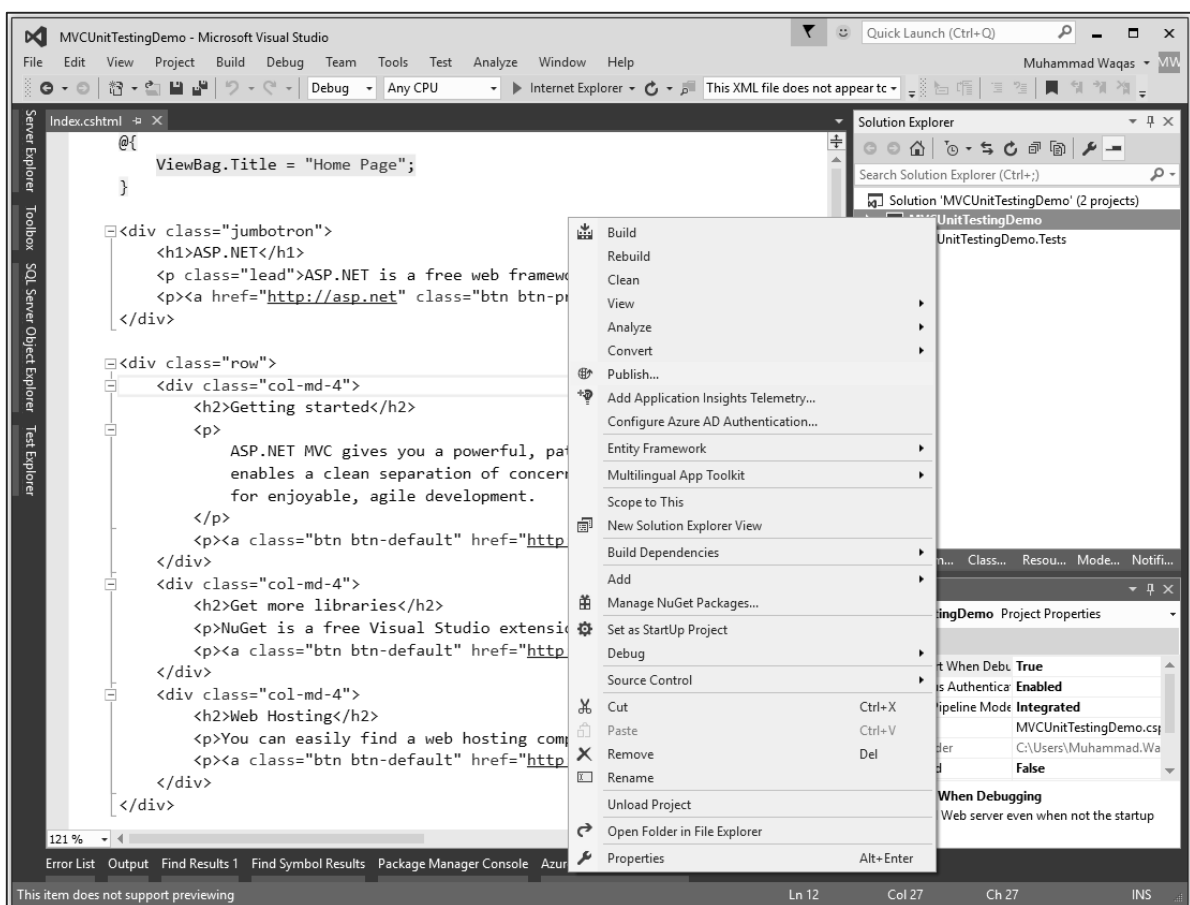 MVCUnitTestingDemo - Microsoft Visual Studio
Quick Launch (Ctrl+Q)
File Edit View Project Build Debug Team Tools Test Analyze Window Help
Muhammad Waqas MW
Debug Any CPU Internet Explorer This XML file does not appear to
Server Explorer
Toolbox
SQL Server Object Explorer
Test Explorer
Index.cshtml
@{
ViewBag.Title = "Home Page";
}
<div class="jumbotron">
<h1>ASP.NET</h1>
<p class="lead">ASP.NET is a free web framewo
<p><a href="http://asp.net" class="btn btn-pr
</div>
<div class="row">
<div class="col-md-4">
<h2>Getting started</h2>
<p>
ASP.NET MVC gives you a powerful, pat
enables a clean separation of concern
for enjoyable, agile development.
</p>
<p><a class="btn btn-default" href="http
</div>
<div class="col-md-4">
<h2>Get more libraries</h2>
<p>NuGet is a free Visual Studio extensio
<p><a class="btn btn-default" href="http
</div>
<div class="col-md-4">
<h2>Web Hosting</h2>
<p>You can easily find a web hosting comp
<p><a class="btn btn-default" href="http
</div>
</div>
121 %
Build
Rebuild
Clean
View
Analyze
Convert
Publish...
Add Application Insights Telemetry...
Configure Azure AD Authentication...
Entity Framework
Multilingual App Toolkit
Scope to This
New Solution Explorer View
Build Dependencies
Add
Manage NuGet Packages...
Set as StartUp Project
Debug
Source Control
Cut Ctrl+X
Paste Ctrl+V
Remove Del
Rename
Unload Project
Open Folder in File Explorer
Properties Alt+Enter
Solution Explorer
Search Solution Explorer (Ctrl+;)
Solution 'MVCUnitTestingDemo' (2 projects)
MVCUnitTestingDemo
UnitTestingDemo.Tests
n... Class... Resou... Mode... Notifi...
tingDemo Project Properties
rt When Debu True
us Authenticat Enabled
Pipeline Mode Integrated
MVCUnitTestingDemo.csp
der C:\Users\Muhammad.Wa
d False
When Debugging
Web server even when not the startup
Error List Output Find Results 1 Find Symbol Results Package Manager Console Azur
This item does not support previewing Ln 12 Col 27 Ch 27 INS